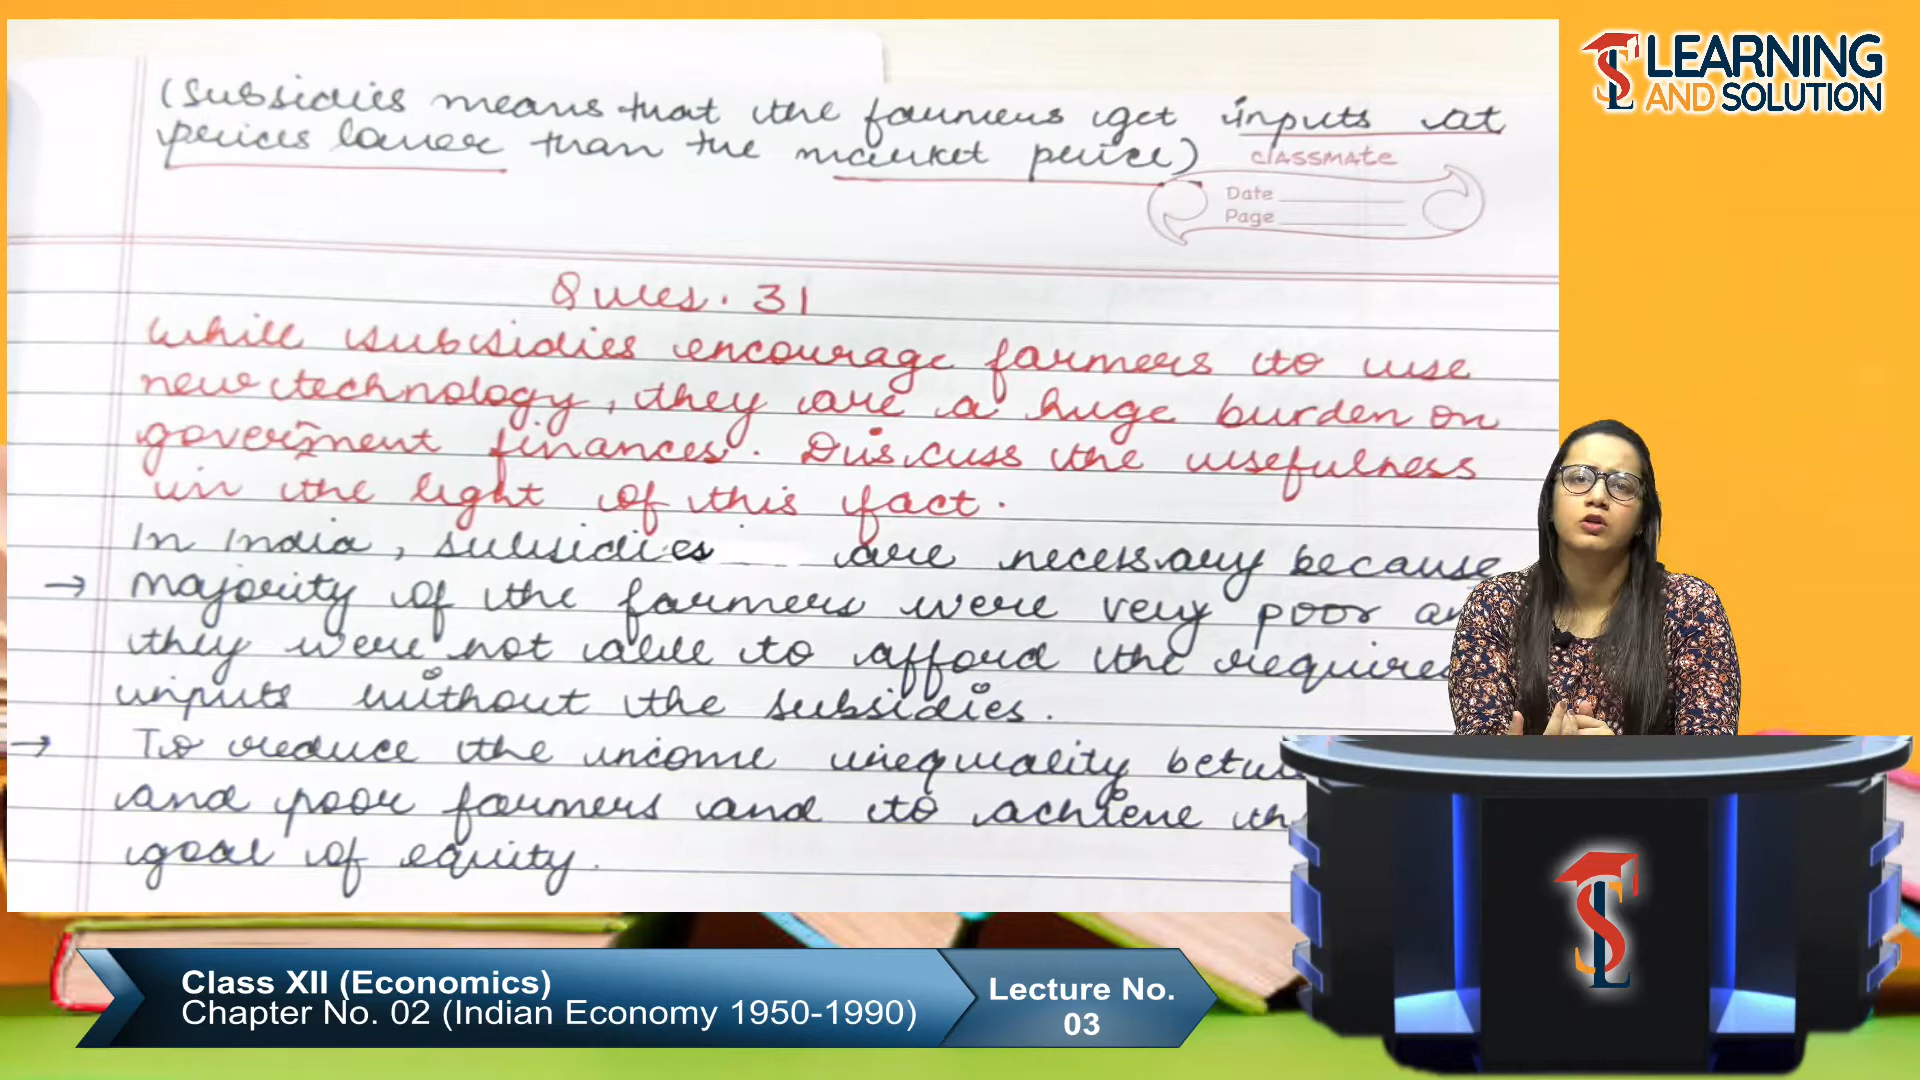 (Subsidies means that the farmers get inputs at
prices lower than the market price)
classmate
Date
Page
Ques. 31
While subsidies encourage farmers to use
new technology, they are a huge burden on
government finances. Discuss the usefulness
in the light of this fact.
In India, subsidies are necessary because
→ majority of the farmers were very poor an
they were not able to afford the require
inputs without the subsidies.
→ To reduce the income inequality betwe
and poor farmers and to achieve th
goal of equity.
LEARNING
AND SOLUTION
Class XII (Economics)
Chapter No. 02 (Indian Economy 1950-1990)
Lecture No.
03